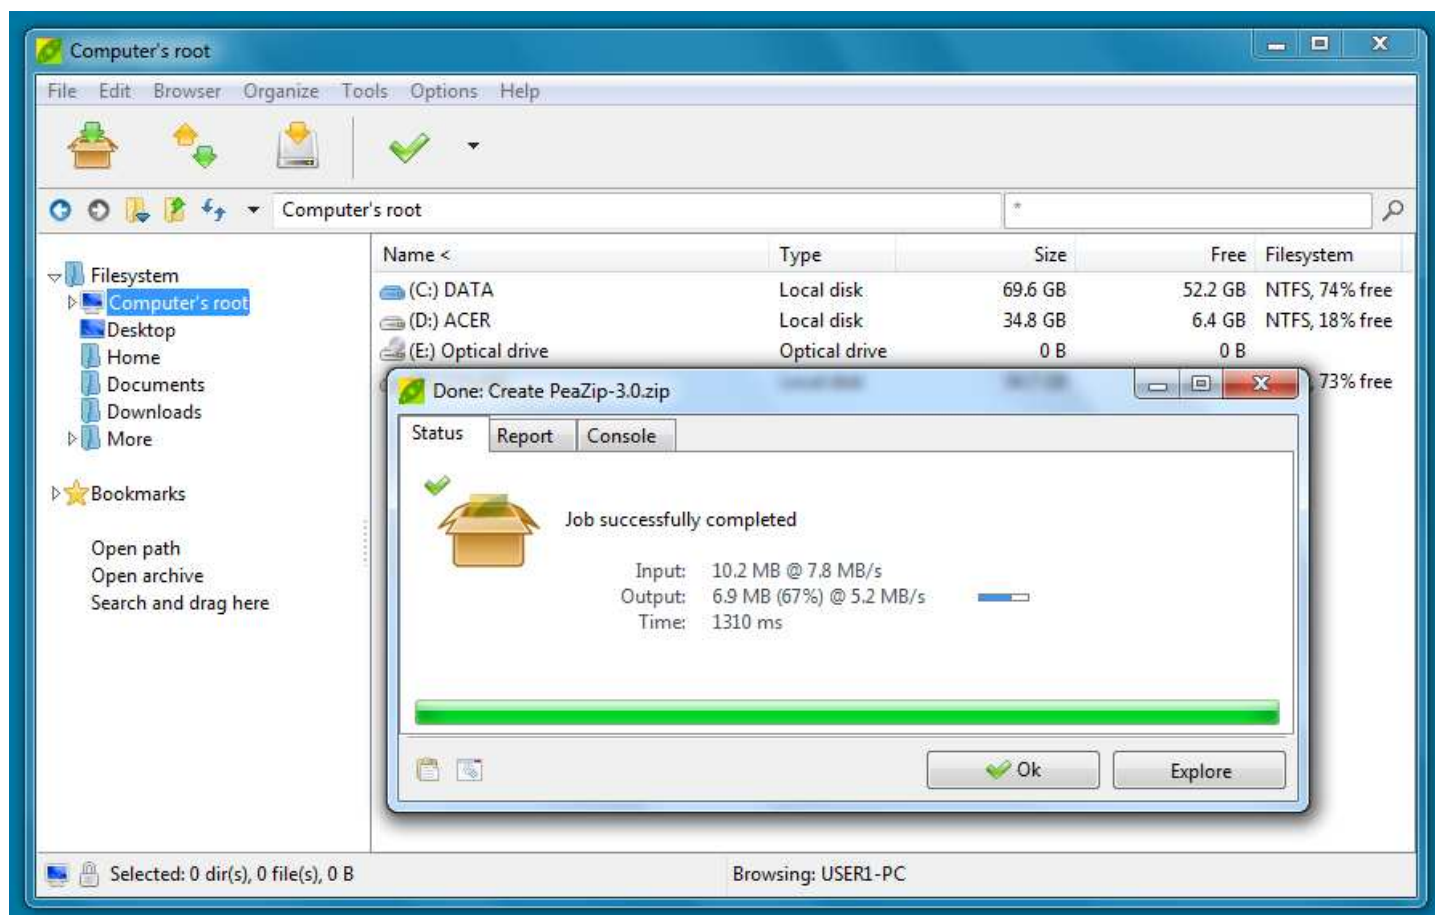 Computer's root
File Edit Browser Organize Tools Options Help
Computer's root *
Name < Type Size Free Filesystem
(C:) DATA Local disk 69.6 GB 52.2 GB NTFS, 74% free
(D:) ACER Local disk 34.8 GB 6.4 GB NTFS, 18% free
(E:) Optical drive Optical drive 0 B 0 B
73% free
Filesystem
Computer's root
Desktop
Home
Documents
Downloads
More
Bookmarks
Open path
Open archive
Search and drag here
Done: Create PeaZip-3.0.zip
Status Report Console
Job successfully completed
Input: 10.2 MB @ 7.8 MB/s
Output: 6.9 MB (67%) @ 5.2 MB/s
Time: 1310 ms
Ok Explore
Selected: 0 dir(s), 0 file(s), 0 B Browsing: USER1-PC